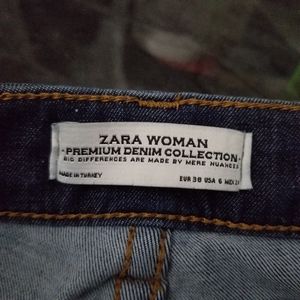 ZARA WOMAN
·PREMIUM DENIM COLLECTION·
BIG DIFFERENCES ARE MADE BY MERE NUANCES
MADE IN TURKEY
EUR 38 USA 6 MEX